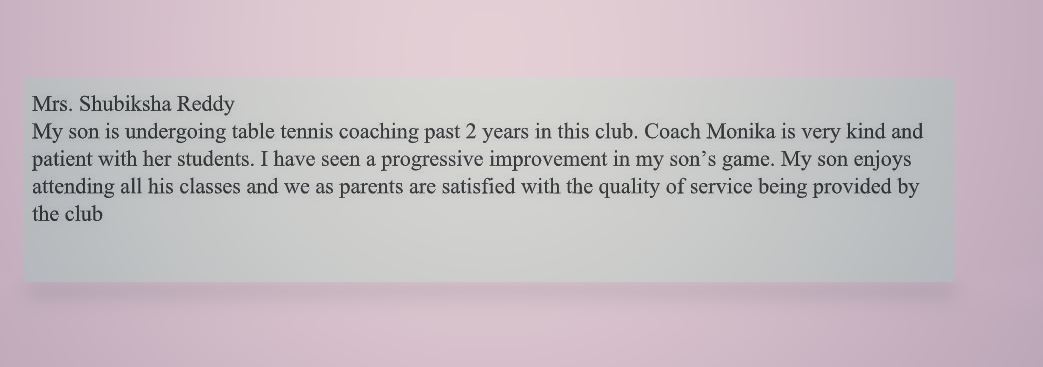 Mrs. Shubiksha Reddy
My son is undergoing table tennis coaching past 2 years in this club. Coach Monika is very kind and
patient with her students. I have seen a progressive improvement in my son’s game. My son enjoys
attending all his classes and we as parents are satisfied with the quality of service being provided by
the club